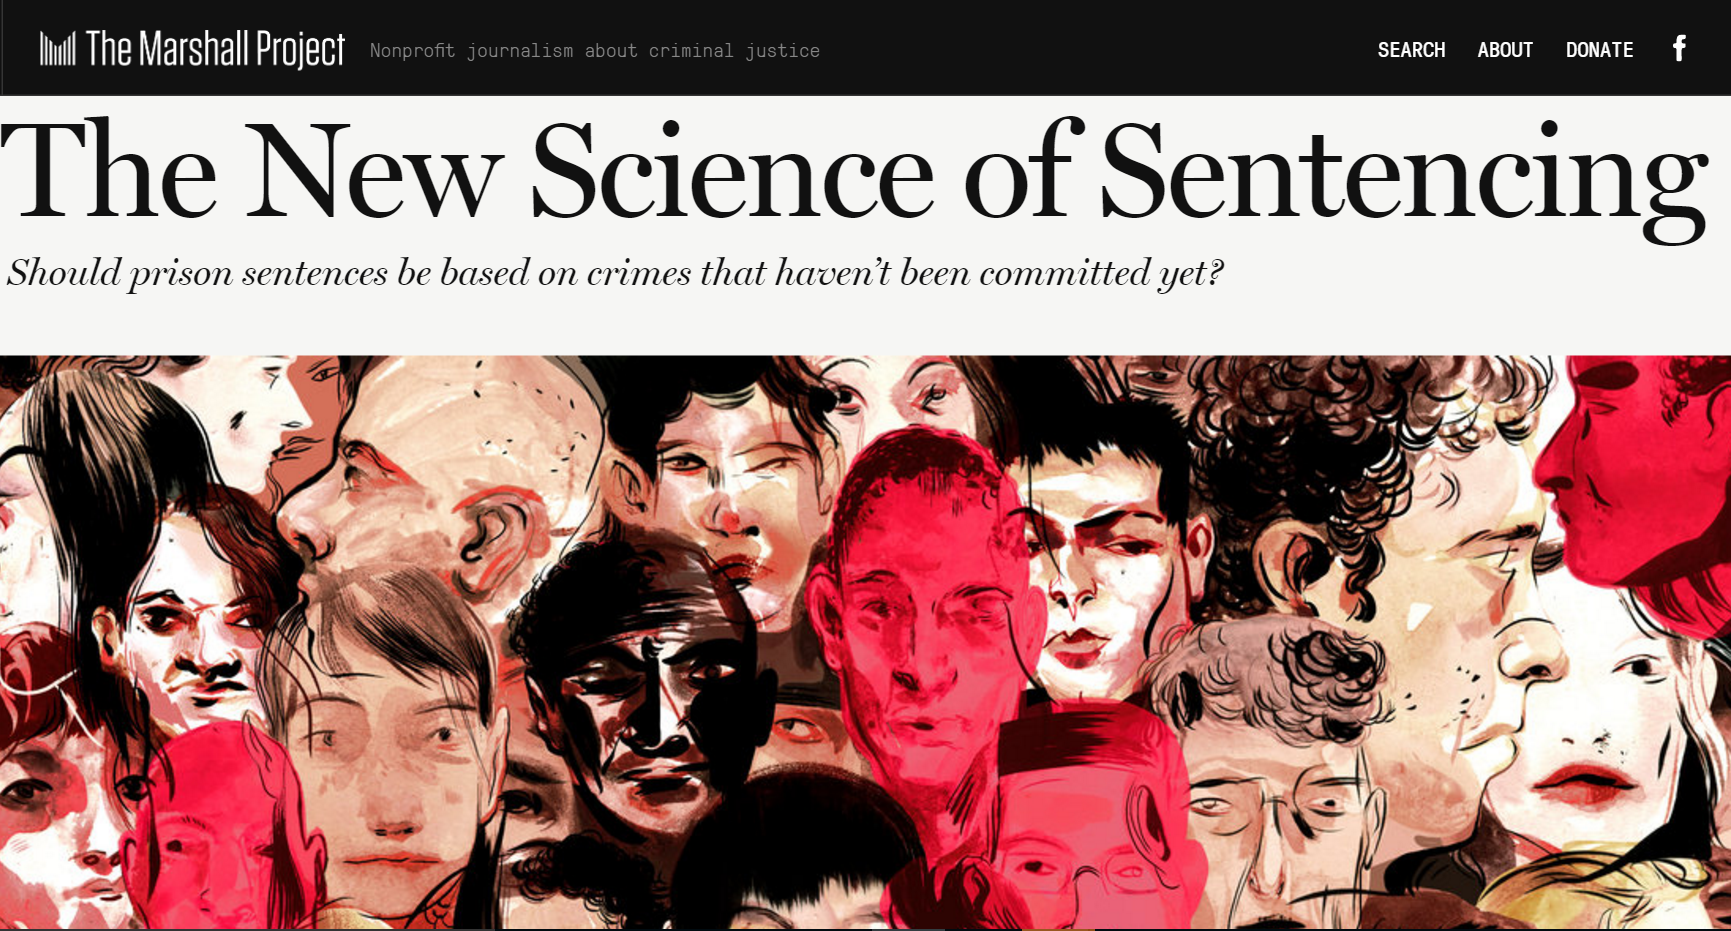 The Marshall Project Nonprofit journalism about criminal justice SEARCH ABOUT DONATE f
The New Science of Sentencing
Should prison sentences be based on crimes that haven’t been committed yet?